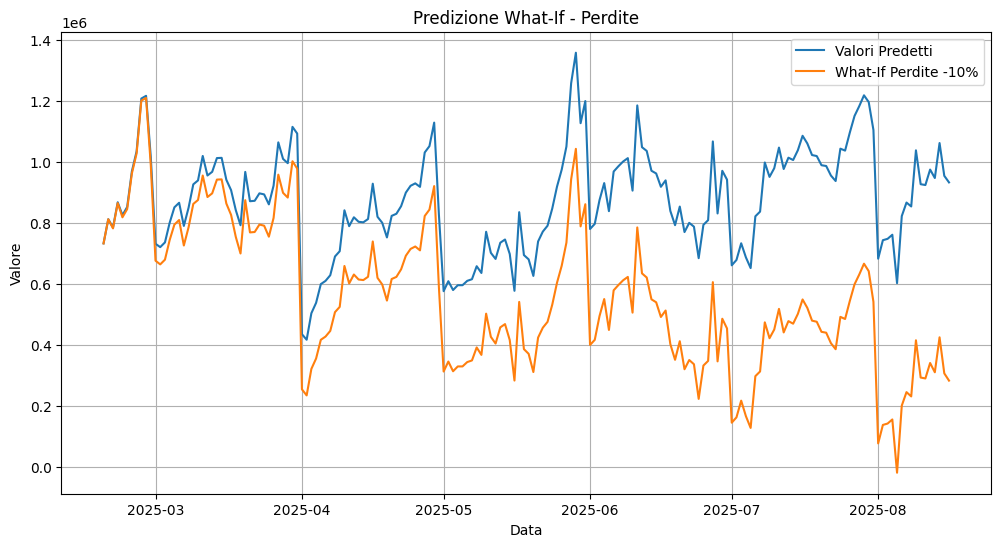 Predizione What-If - Perdite
1e6
Valori Predetti
What-If Perdite -10%
1.4
1.2
1.0
0.8
0.6
0.4
0.2
0.0
Valore
2025-03 2025-04 2025-05 2025-06 2025-07 2025-08
Data